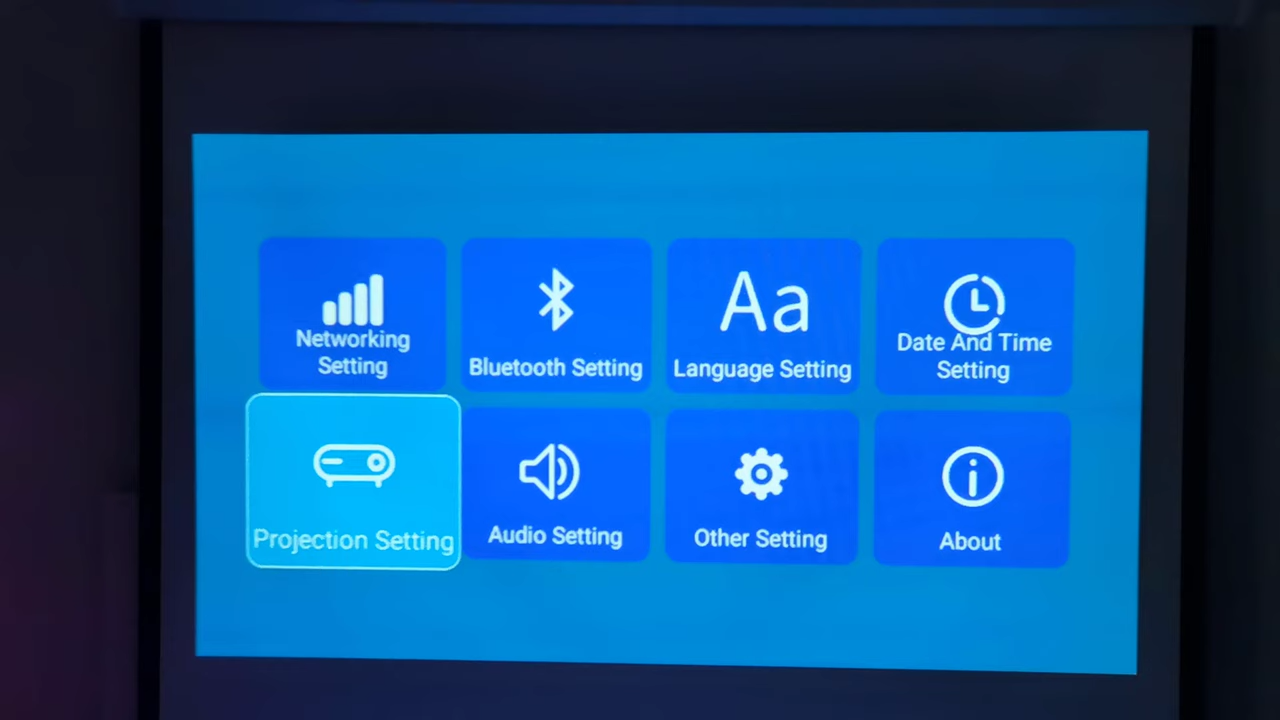 Networking
Setting
Bluetooth Setting
Aa
Language Setting
Date And Time
Setting
Projection Setting
Audio Setting
Other Setting
About